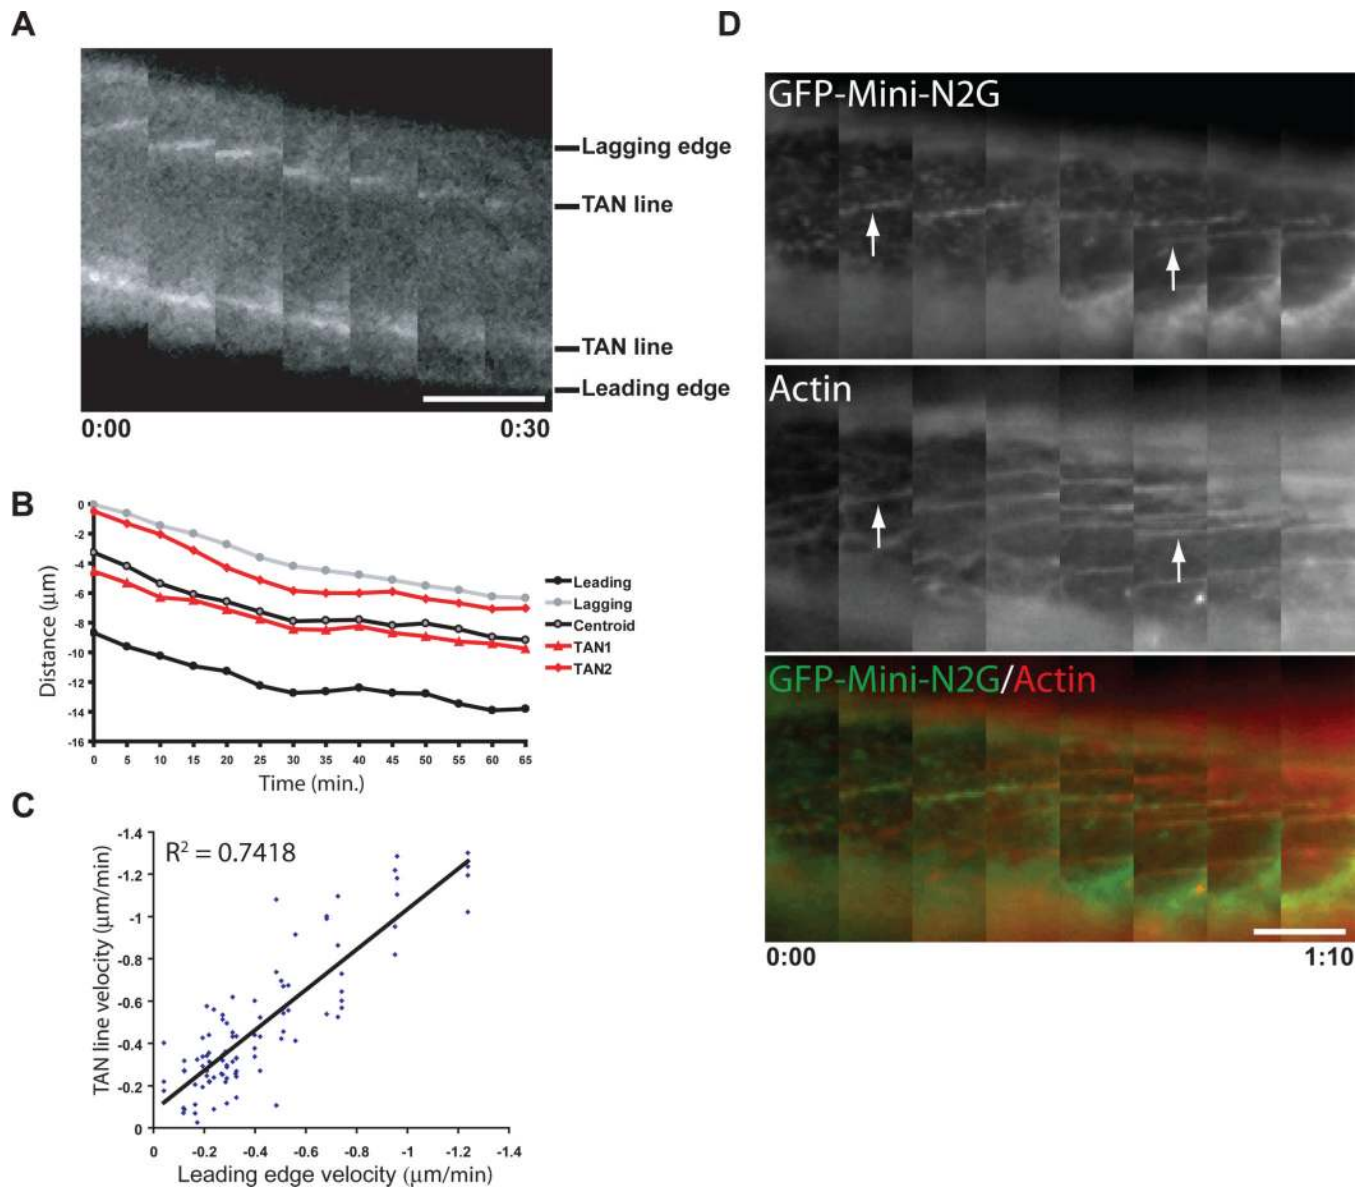 A
Lagging edge
TAN line
TAN line
Leading edge
0:00 0:30
B
0
-2
-4
-6
-8
-10
-12
-14
-16
Distance (μm)
0 5 10 15 20 25 30 35 40 45 50 55 60 65
Time (min.)
Leading
Lagging
Centroid
TAN1
TAN2
C
R² = 0.7418
-1.4
-1.2
-1
-0.8
-0.6
-0.4
-0.2
0
TAN line velocity (μm/min)
0 -0.2 -0.4 -0.6 -0.8 -1 -1.2 -1.4
Leading edge velocity (μm/min)
D
GFP-Mini-N2G
Actin
GFP-Mini-N2G/Actin
0:00 1:10